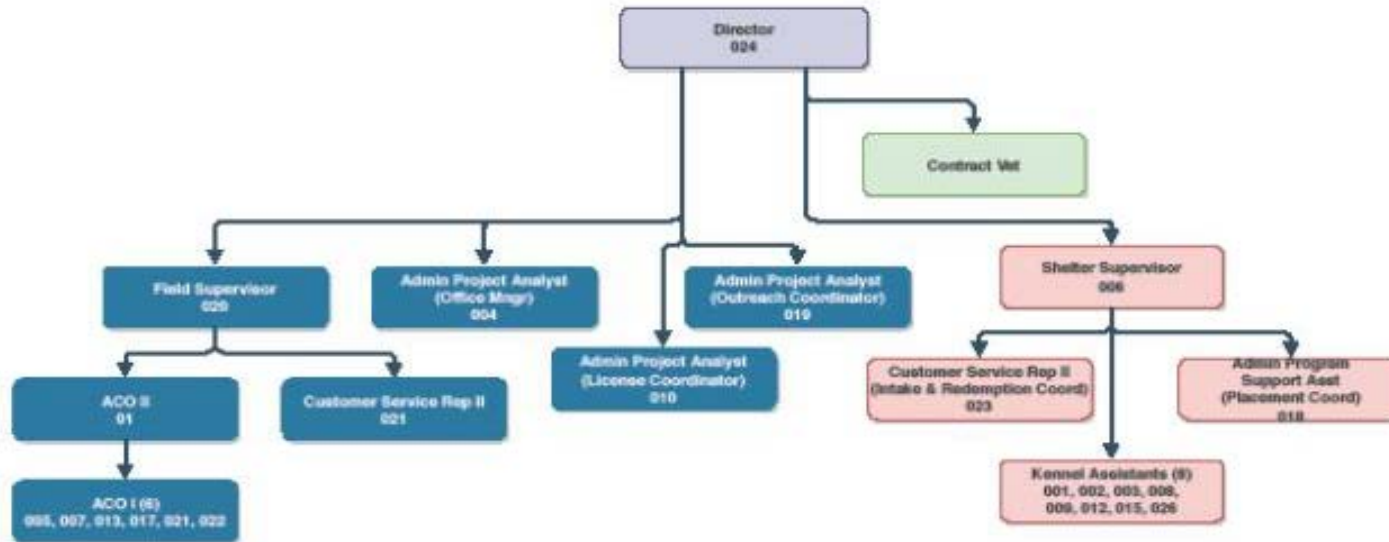 Director
024
Contract Vet
Field Supervisor
020
Admin Project Analyst
(Office Mngr)
004
Admin Project Analyst
(Outreach Coordinator)
019
Shelter Supervisor
006
Admin Project Analyst
(License Coordinator)
010
ACO II
01
Customer Service Rep II
021
Customer Service Rep II
(Intake & Redemption Coord)
023
Admin Program
Support Asst
(Placement Coord)
018
ACO I (6)
005, 007, 013, 017, 021, 022
Kennel Assistants
001, 002, 003, 008,
009, 012, 015, 026